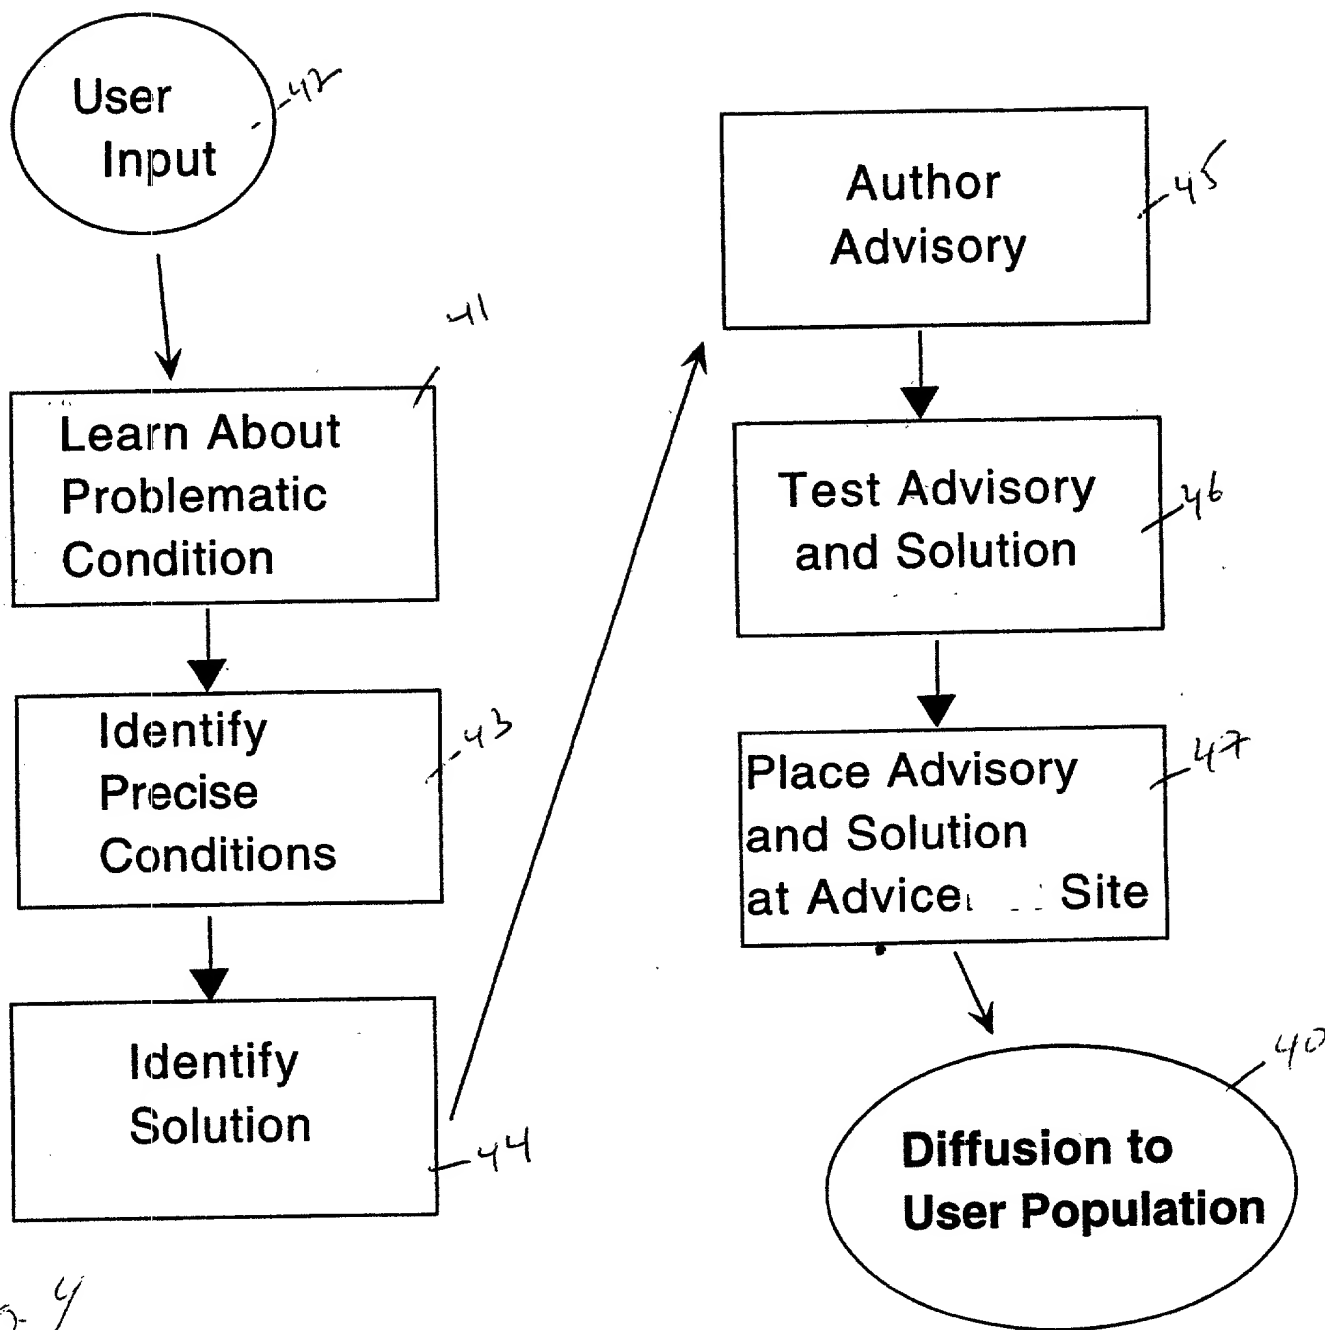 User
Input
42
41
Learn About
Problematic
Condition
Identify
Precise
Conditions
43
Identify
Solution
44
Author
Advisory
45
Test Advisory
and Solution
46
Place Advisory
and Solution
at Advice Site
47
Diffusion to
User Population
40
4